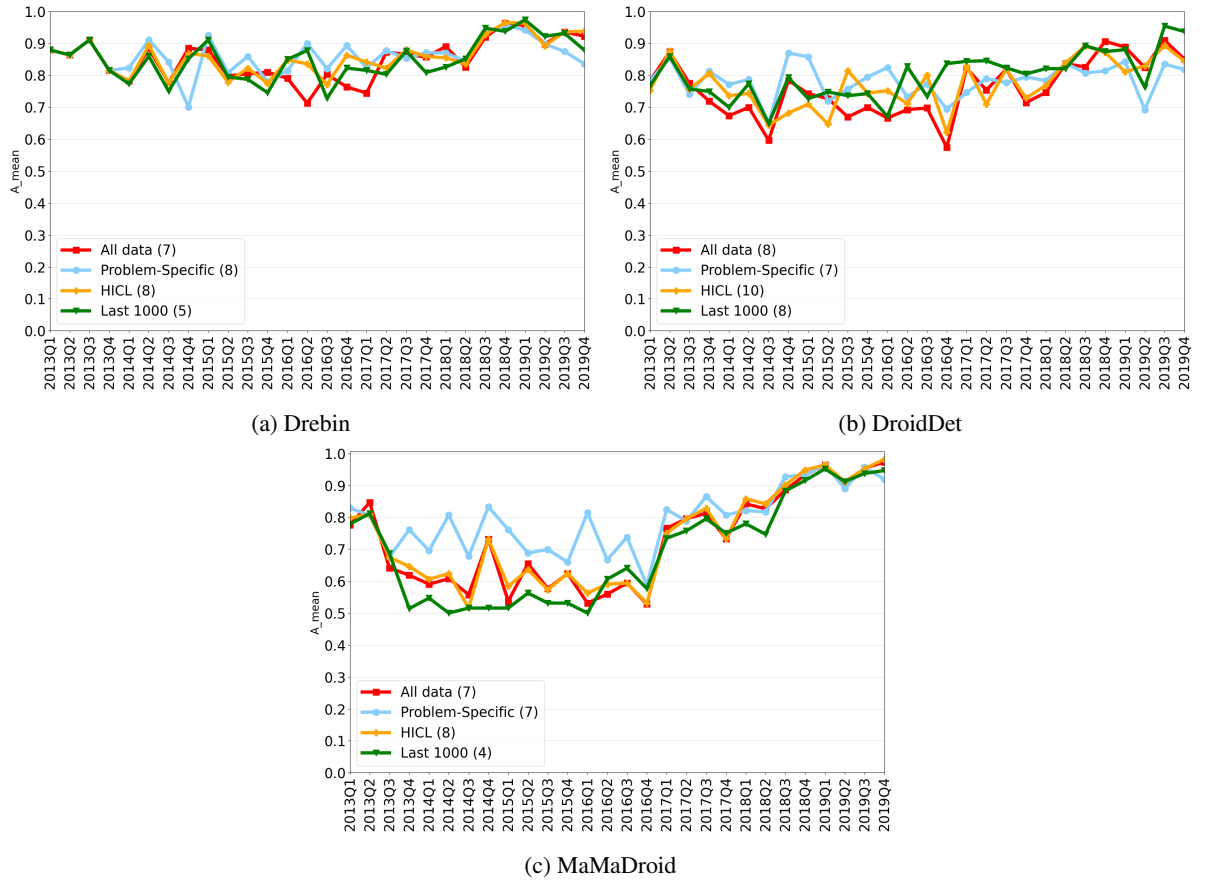 1.0
0.9
0.8
0.7
0.6
0.5
0.4
0.3
0.2
0.1
0.0
A_mean
All data (7)
Problem-Specific (8)
HICL (8)
Last 1000 (5)
2013Q1
2013Q2
2013Q3
2013Q4
2014Q1
2014Q2
2014Q3
2014Q4
2015Q1
2015Q2
2015Q3
2015Q4
2016Q1
2016Q2
2016Q3
2016Q4
2017Q1
2017Q2
2017Q3
2017Q4
2018Q1
2018Q2
2018Q3
2018Q4
2019Q1
2019Q2
2019Q3
2019Q4
(a) Drebin
1.0
0.9
0.8
0.7
0.6
0.5
0.4
0.3
0.2
0.1
0.0
A_mean
All data (8)
Problem-Specific (7)
HICL (10)
Last 1000 (8)
2013Q1
2013Q2
2013Q3
2013Q4
2014Q1
2014Q2
2014Q3
2014Q4
2015Q1
2015Q2
2015Q3
2015Q4
2016Q1
2016Q2
2016Q3
2016Q4
2017Q1
2017Q2
2017Q3
2017Q4
2018Q1
2018Q2
2018Q3
2018Q4
2019Q1
2019Q2
2019Q3
2019Q4
(b) DroidDet
1.0
0.9
0.8
0.7
0.6
0.5
0.4
0.3
0.2
0.1
0.0
A_mean
All data (7)
Problem-Specific (7)
HICL (8)
Last 1000 (4)
2013Q1
2013Q2
2013Q3
2013Q4
2014Q1
2014Q2
2014Q3
2014Q4
2015Q1
2015Q2
2015Q3
2015Q4
2016Q1
2016Q2
2016Q3
2016Q4
2017Q1
2017Q2
2017Q3
2017Q4
2018Q1
2018Q2
2018Q3
2018Q4
2019Q1
2019Q2
2019Q3
2019Q4
(c) MaMaDroid